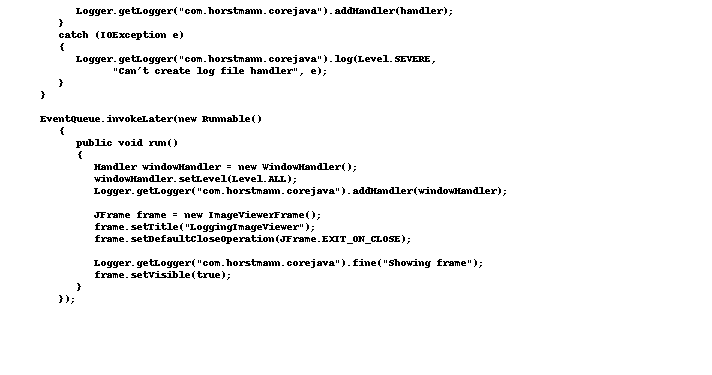 Logger.getLogger("com.horstmann.corejava").addHandler(handler);
}
catch (IOException e)
{
Logger.getLogger("com.horstmann.corejava").log(Level.SEVERE,
"Can't create log file handler", e);
}
}
EventQueue.invokeLater(new Runnable()
{
public void run()
{
Handler windowHandler = new WindowHandler();
windowHandler.setLevel(Level.ALL);
Logger.getLogger("com.horstmann.corejava").addHandler(windowHandler);
JFrame frame = new ImageViewerFrame();
frame.setTitle("LoggingImageViewer");
frame.setDefaultCloseOperation(JFrame.EXIT_ON_CLOSE);
Logger.getLogger("com.horstmann.corejava").fine("Showing frame");
frame.setVisible(true);
}
});